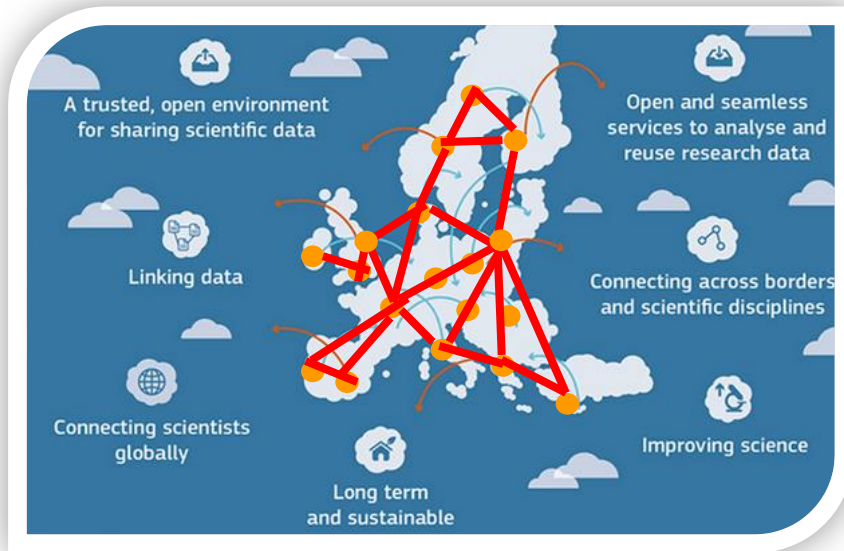 A trusted, open environment
for sharing scientific data
Open and seamless
services to analyse and
reuse research data
Linking data
Connecting across borders
and scientific disciplines
Connecting scientists
globally
Improving science
Long term
and sustainable